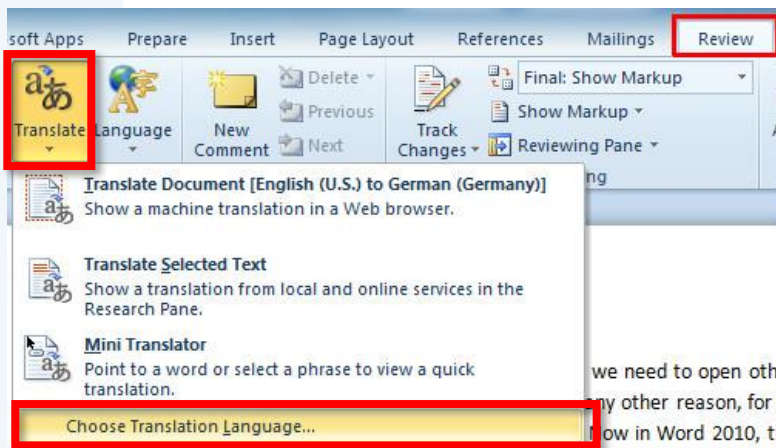 soft Apps Prepare Insert Page Layout References Mailings Review
Translate
Language
New
Comment
Delete
Previous
Next
Track
Changes
Final: Show Markup
Show Markup
Reviewing Pane
ng
Translate Document [English (U.S.) to German (Germany)]
Show a machine translation in a Web browser.
Translate Selected Text
Show a translation from local and online services in the
Research Pane.
Mini Translator
Point to a word or select a phrase to view a quick
translation.
Choose Translation Language...
we need to open oth
ny other reason, for
Now in Word 2010, t